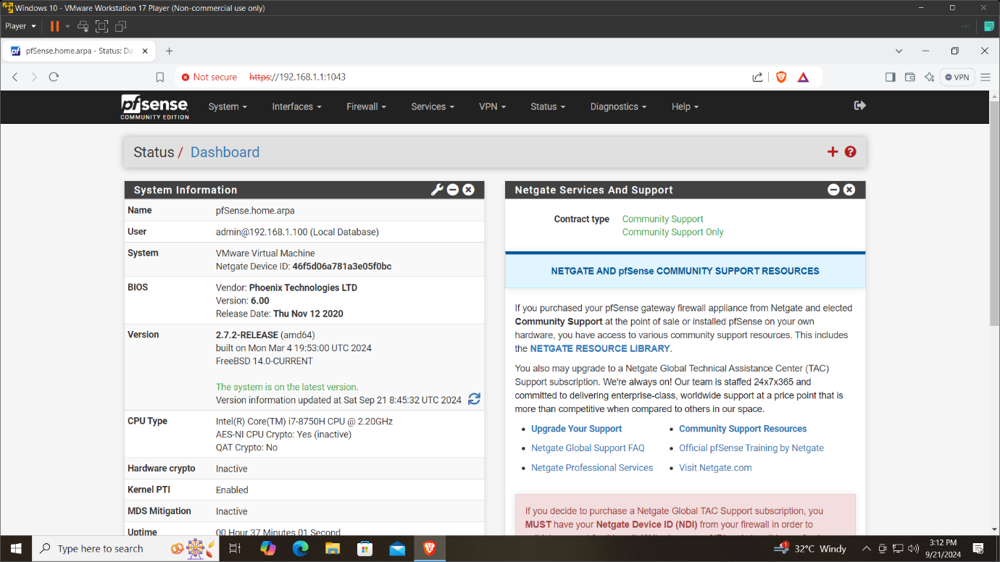 Windows 10 - VMware Workstation 17 Player (Non-commercial use only)
Player
pfSense.home.arpa - Status: Da
Not secure https://192.168.1.1:1043
VPN
pfsense
COMMUNITY EDITION
System Interfaces Firewall Services VPN Status Diagnostics Help
Status / Dashboard
System Information
Name pfSense.home.arpa
User admin@192.168.1.100 (Local Database)
System VMware Virtual Machine
Netgate Device ID: 46f5d06a781a3e05f0bc
BIOS Vendor: Phoenix Technologies LTD
Version: 6.00
Release Date: Thu Nov 12 2020
Version 2.7.2-RELEASE (amd64)
built on Mon Mar 4 19:53:00 UTC 2024
FreeBSD 14.0-CURRENT
The system is on the latest version.
Version information updated at Sat Sep 21 8:45:32 UTC 2024
CPU Type Intel(R) Core(TM) i7-8750H CPU @ 2.20GHz
AES-NI CPU Crypto: Yes (inactive)
QAT Crypto: No
Hardware crypto Inactive
Kernel PTI Enabled
MDS Mitigation Inactive
Uptime 00 Hour 37 Minutes 01 Second
Netgate Services And Support
Contract type Community Support
Community Support Only
NETGATE AND pfSense COMMUNITY SUPPORT RESOURCES
If you purchased your pfSense gateway firewall appliance from Netgate and elected
Community Support at the point of sale or installed pfSense on your own
hardware, you have access to various community support resources. This includes
the NETGATE RESOURCE LIBRARY.
You also may upgrade to a Netgate Global Technical Assistance Center (TAC)
Support subscription. We're always on! Our team is staffed 24x7x365 and
committed to delivering enterprise-class, worldwide support at a price point that is
more than competitive when compared to others in our space.
Upgrade Your Support
Community Support Resources
Netgate Global Support FAQ
Official pfSense Training by Netgate
Netgate Professional Services
Visit Netgate.com
If you decide to purchase a Netgate Global TAC Support subscription, you
MUST have your Netgate Device ID (NDI) from your firewall in order to
Type here to search
1
32°C Windy
3:12 PM
9/21/2024